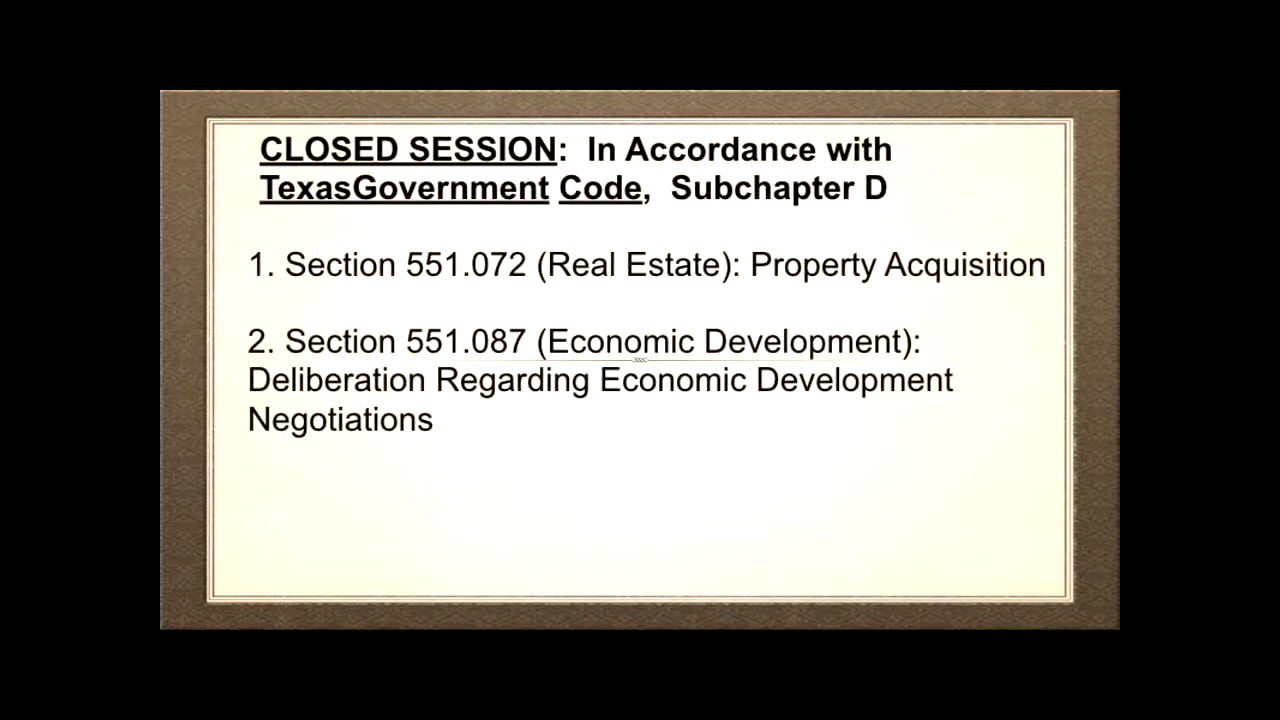 CLOSED SESSION: In Accordance with
TexasGovernment Code, Subchapter D
1. Section 551.072 (Real Estate): Property Acquisition
2. Section 551.087 (Economic Development):
Deliberation Regarding Economic Development
Negotiations